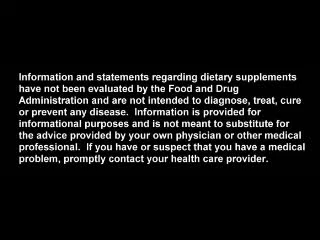 Information and statements regarding dietary supplements
have not been evaluated by the Food and Drug
Administration and are not intended to diagnose, treat, cure
or prevent any disease.  Information is provided for
informational purposes and is not meant to substitute for
the advice provided by your own physician or other medical
professional.  If you have or suspect that you have a medical
problem, promptly contact your health care provider.